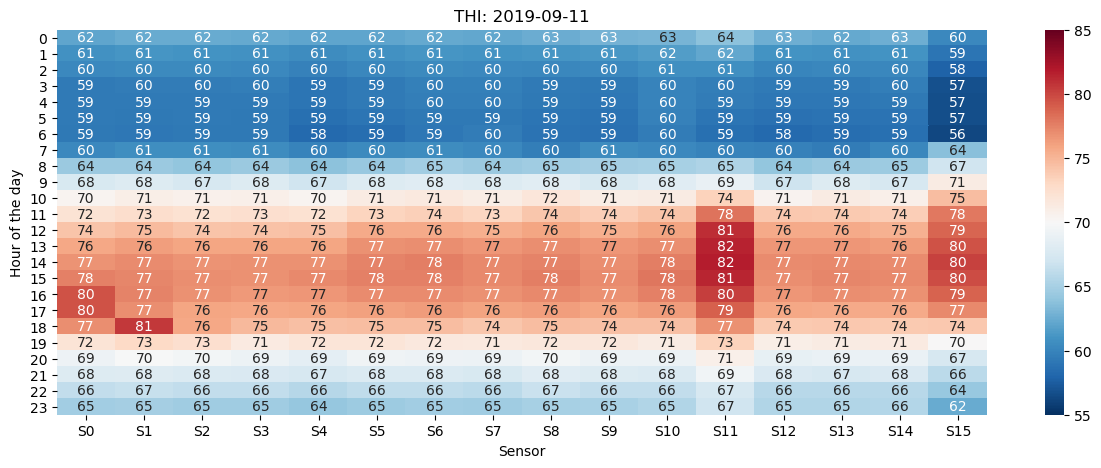 THI: 2019-09-11
0 62 62 62 62 62 62 62 62 63 63 63 64 63 62 63 60
1 61 61 61 61 61 61 61 61 61 61 62 62 61 61 61 59
2 60 60 60 60 60 60 60 60 60 60 61 61 60 60 60 58
3 59 60 60 60 59 59 60 60 59 59 60 60 59 59 60 57
4 59 59 59 59 59 59 60 60 59 59 60 59 59 59 59 57
5 59 59 59 59 59 59 60 60 59 59 60 59 59 59 59 57
6 59 59 59 59 58 59 59 60 59 59 60 59 58 59 59 56
7 60 61 61 61 60 60 61 60 60 61 60 60 60 60 60 64
8 64 64 64 64 64 64 65 64 65 65 65 65 64 64 65 67
9 68 68 67 68 67 68 68 68 68 68 68 69 67 68 67 71
10 70 71 71 71 70 71 71 71 72 71 71 74 71 71 71 75
11 72 73 72 73 72 73 74 73 74 74 74 78 74 74 74 78
12 74 75 74 74 75 76 76 75 76 75 76 81 76 76 75 79
13 76 76 76 76 76 77 77 77 77 77 77 82 77 77 76 80
14 77 77 77 77 77 77 78 77 77 77 78 82 77 77 77 80
15 78 77 77 77 77 78 78 77 78 77 78 81 77 77 77 80
16 80 77 77 77 77 77 77 77 77 77 78 80 77 77 77 79
17 80 77 76 76 76 76 76 76 76 76 76 79 76 76 76 77
18 77 81 76 75 75 75 75 74 75 74 74 77 74 74 74 74
19 72 73 73 71 72 72 72 71 72 72 71 73 71 71 71 70
20 69 70 70 69 69 69 69 69 70 69 69 71 69 69 69 67
21 68 68 68 68 67 68 68 68 68 68 68 69 68 67 68 66
22 66 67 66 66 66 66 66 66 67 66 66 67 66 66 66 64
23 65 65 65 65 64 65 65 65 65 65 65 67 65 65 66 62
S0 S1 S2 S3 S4 S5 S6 S7 S8 S9 S10 S11 S12 S13 S14 S15
Sensor
Hour of the day
85
80
75
70
65
60
55